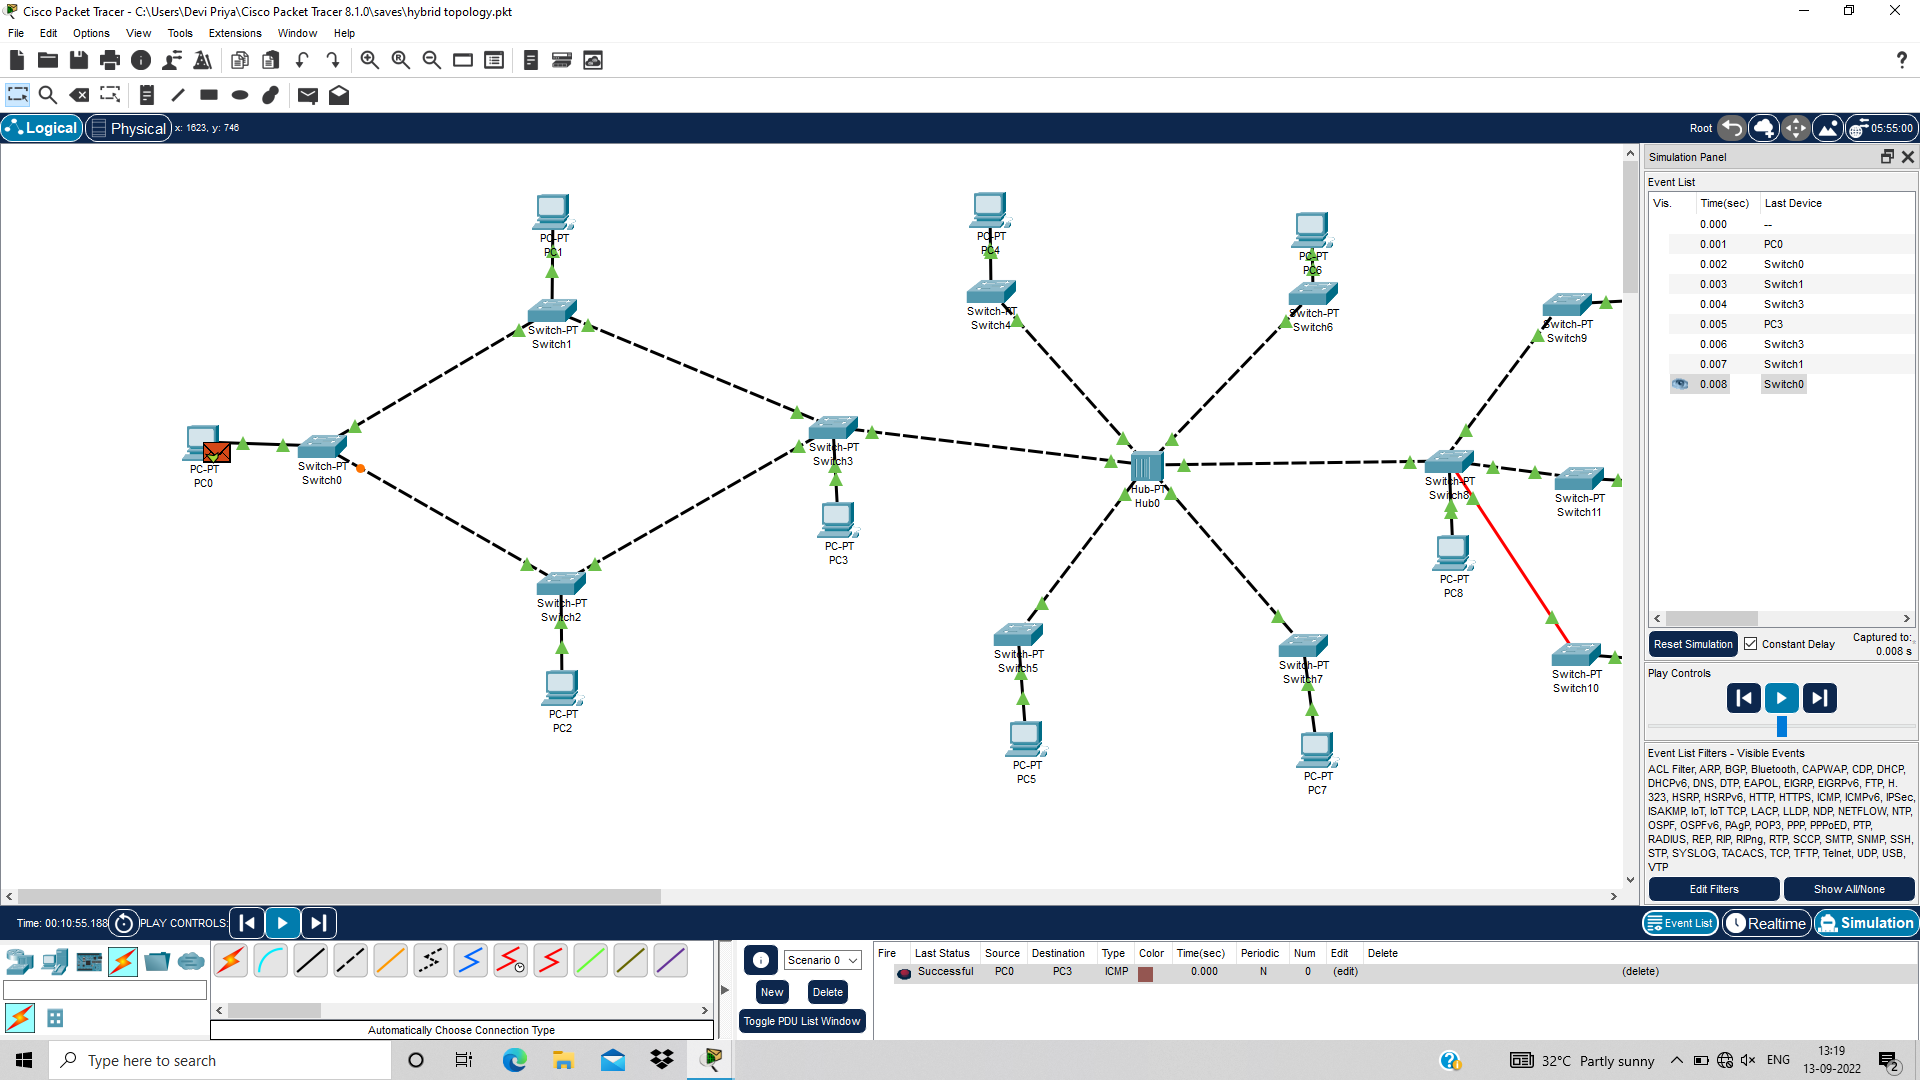 Cisco Packet Tracer - C:\Users\Devi Priya\Cisco Packet Tracer 8.1.0\saves\hybrid topology.pkt
File Edit Options View Tools Extensions Window Help
?
Logical Physical x: 1623, y: 746 Root 05:55:00
PC-PT
PC1
PC-PT
PC4
PC-PT
PC6
Switch-PT
Switch1
Switch-PT
Switch4
Switch-PT
Switch6
Switch-PT
Switch9
PC-PT
PC0
Switch-PT
Switch0
Switch-PT
Switch3
Hub-PT
Hub0
Switch-PT
Switch8
Switch-PT
Switch11
PC-PT
PC3
PC-PT
PC8
Switch-PT
Switch2
Switch-PT
Switch5
Switch-PT
Switch7
Switch-PT
Switch10
PC-PT
PC2
PC-PT
PC5
PC-PT
PC7
Simulation Panel
Event List
Vis. Time(sec) Last Device
0.000 --
0.001 PC0
0.002 Switch0
0.003 Switch1
0.004 Switch3
0.005 PC3
0.006 Switch3
0.007 Switch1
0.008 Switch0
Reset Simulation Constant Delay Captured to:
0.008 s
Play Controls
Event List Filters - Visible Events
ACL Filter, ARP, BGP, Bluetooth, CAPWAP, CDP, DHCP,
DHCPv6, DNS, DTP, EAPOL, EIGRP, EIGRPv6, FTP, H.
323, HSRP, HSRPv6, HTTP, HTTPS, ICMP, ICMPv6, IPSec,
ISAKMP, IoT, IoT TCP, LACP, LLDP, NDP, NETFLOW, NTP,
OSPF, OSPFv6, PAgP, POP3, PPP, PPPoED, PTP,
RADIUS, REP, RIP, RIPng, RTP, SCCP, SMTP, SNMP, SSH,
STP, SYSLOG, TACACS, TCP, TFTP, Telnet, UDP, USB,
VTP
Edit Filters Show All/None
Time: 00:10:55.188 PLAY CONTROLS: Event List Realtime Simulation
Automatically Choose Connection Type
Scenario 0
New Delete
Toggle PDU List Window
Fire Last Status Source Destination Type Color Time(sec) Periodic Num Edit Delete
Successful PC0 PC3 ICMP 0.000 N 0 (edit) (delete)
Type here to search
32°C Partly sunny ENG 13:19
13-09-2022 2